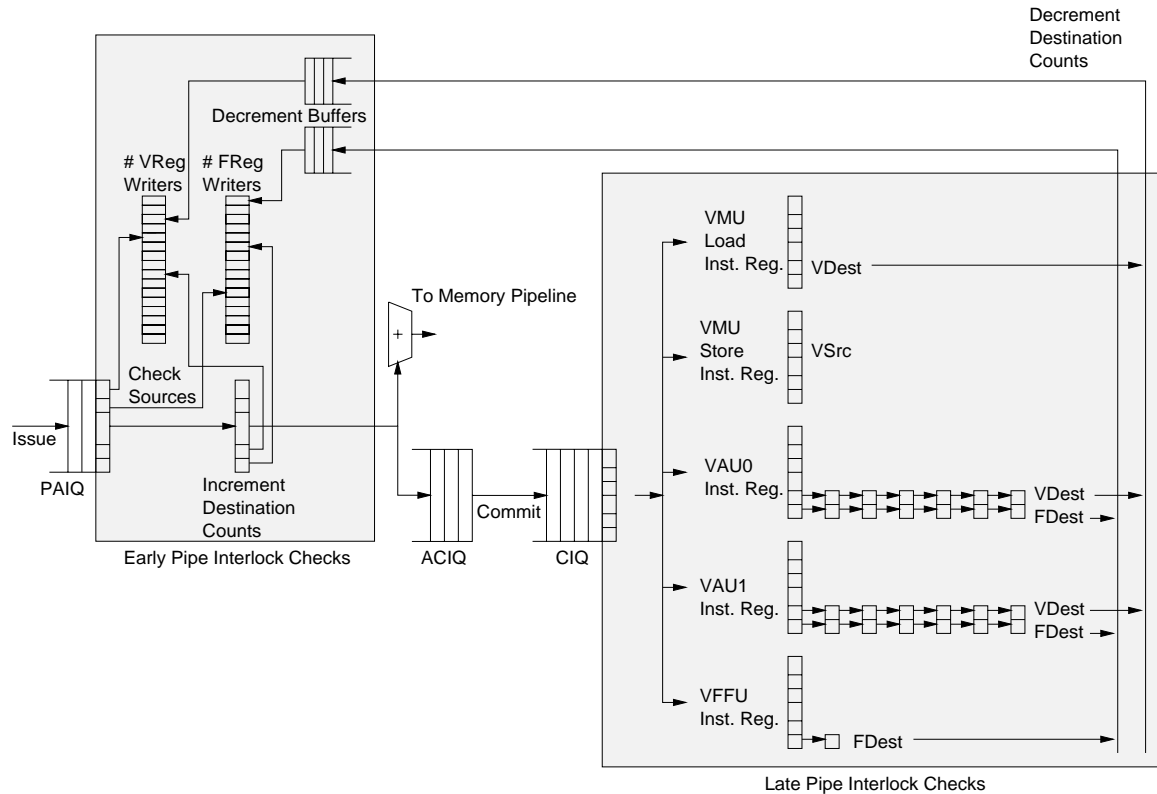 Decrement
Destination
Counts
Decrement Buffers
# VReg
Writers
# FReg
Writers
VMU
Load
Inst. Reg.
VDest
To Memory Pipeline
+
VMU
Store
Inst. Reg.
VSrc
Check
Sources
Issue
PAIQ
Increment
Destination
Counts
Early Pipe Interlock Checks
ACIQ
Commit
CIQ
VAU0
Inst. Reg.
VDest
FDest
VAU1
Inst. Reg.
VDest
FDest
VFFU
Inst. Reg.
FDest
Late Pipe Interlock Checks